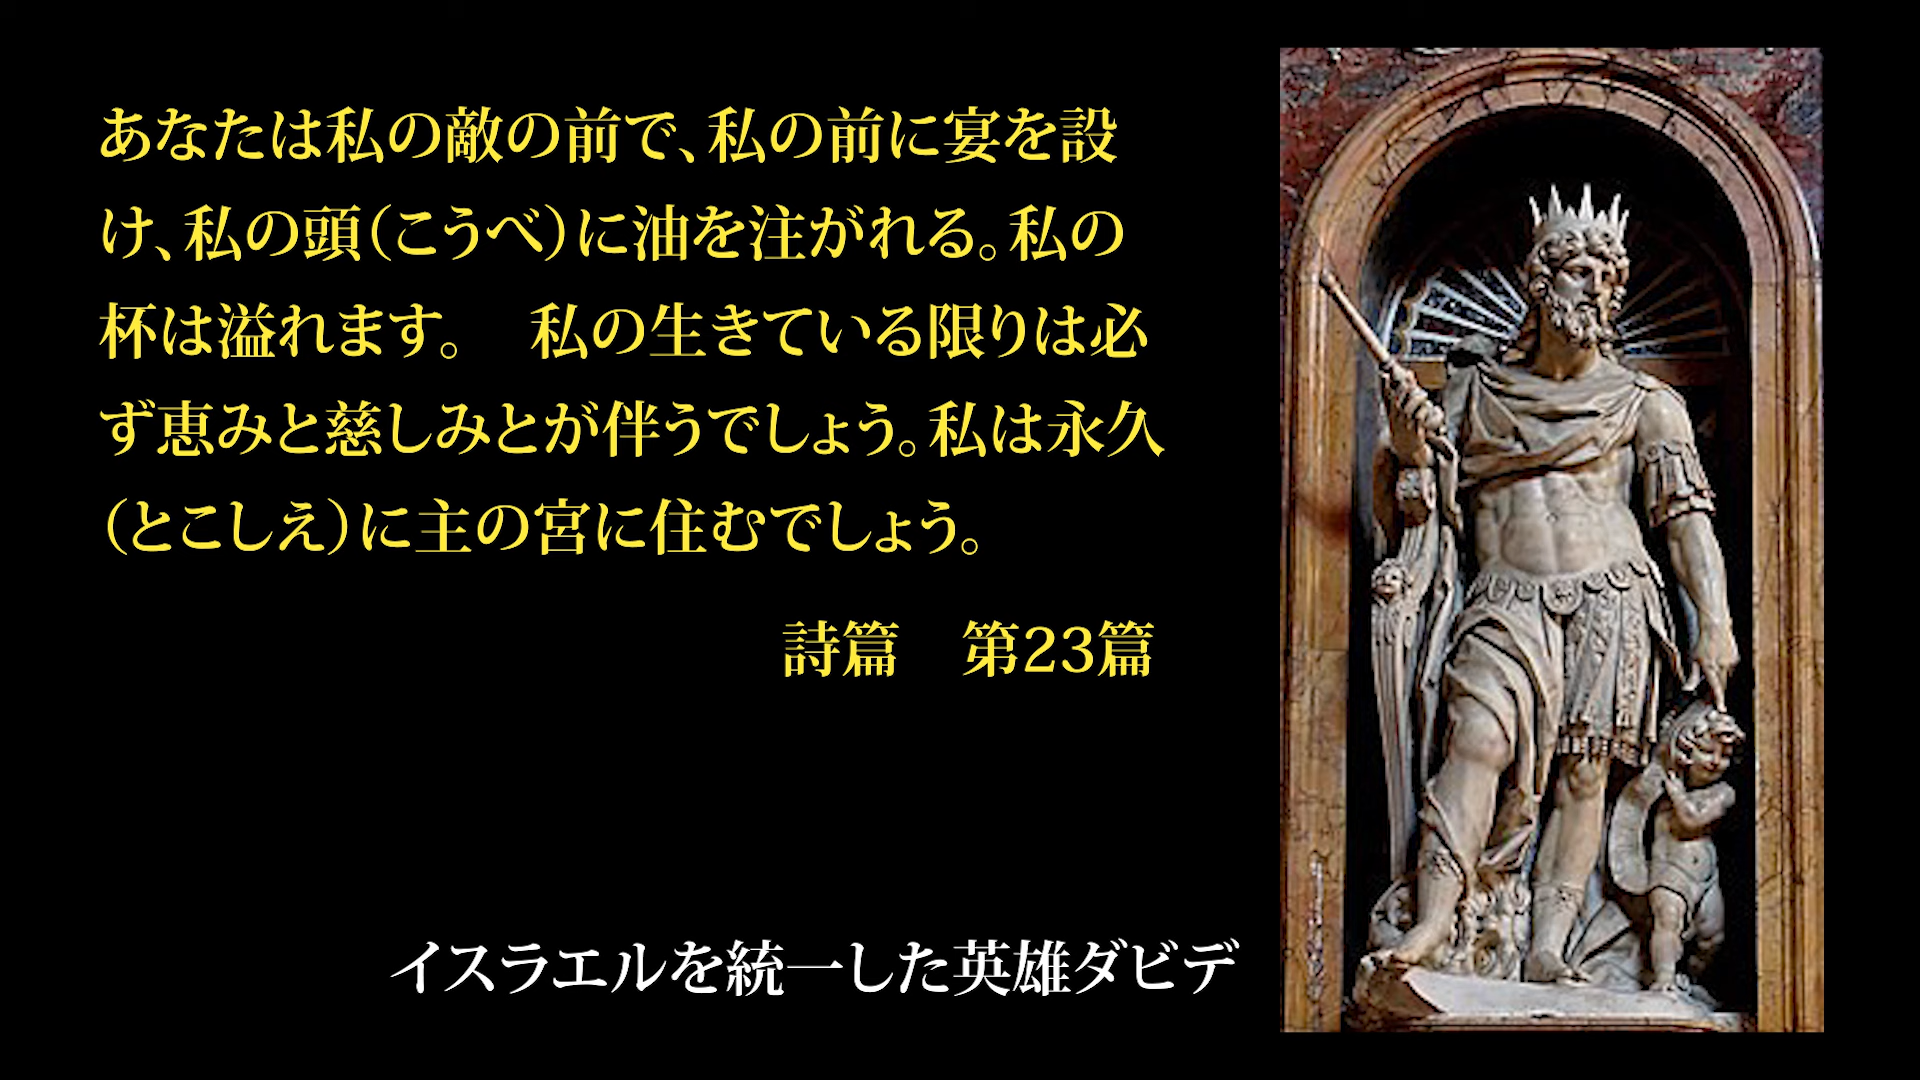 あなたは私の敵の前で、私の前に宴を設
け、私の頭（こうべ）に油を注がれる。私の
杯は溢れます。　私の生きている限りは必
ず恵みと慈しみとが伴うでしょう。私は永久
（とこしえ）に主の宮に住むでしょう。
詩篇　第23篇
イスラエルを統一した英雄ダビデ